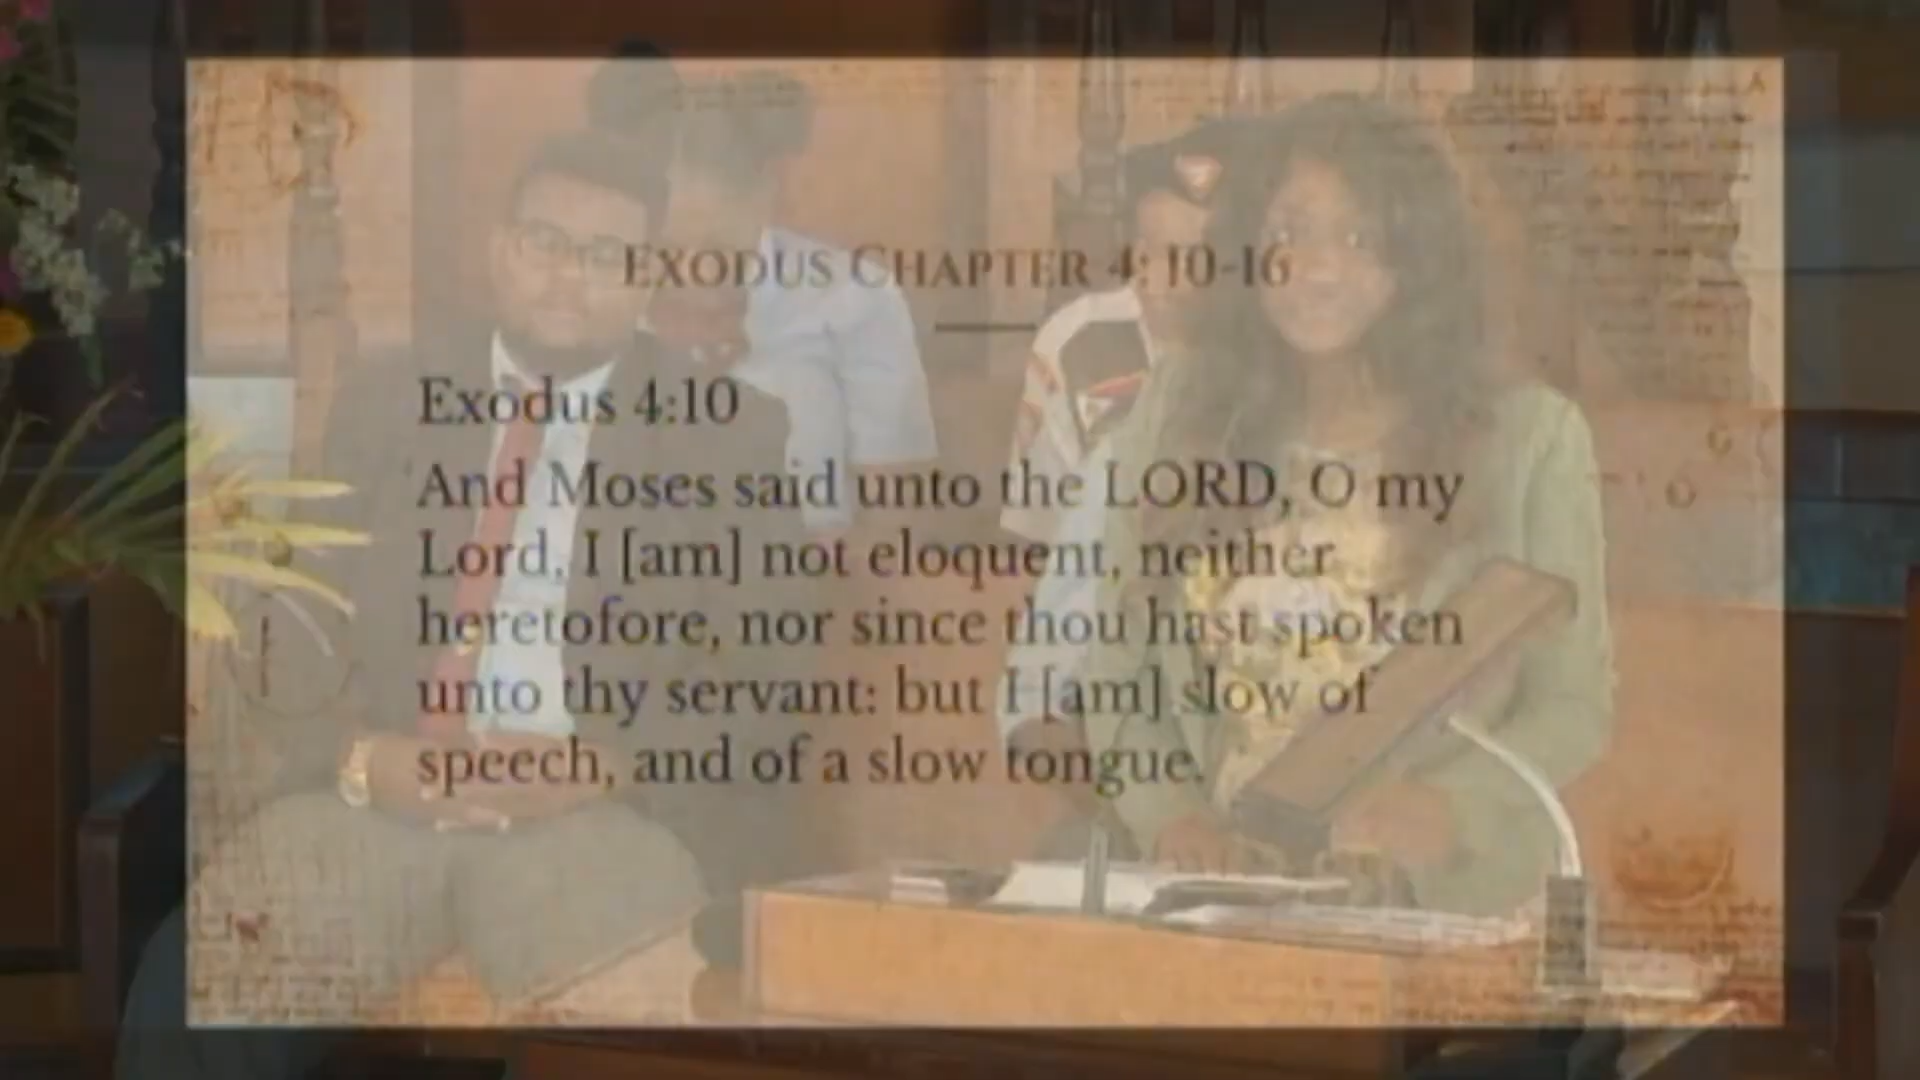 EXODUS CHAPTER 4: 10-16
Exodus 4:10
And Moses said unto the LORD, O my
Lord, I [am] not eloquent, neither
heretofore, nor since thou hast spoken
unto thy servant: but I [am] slow of
speech, and of a slow tongue.